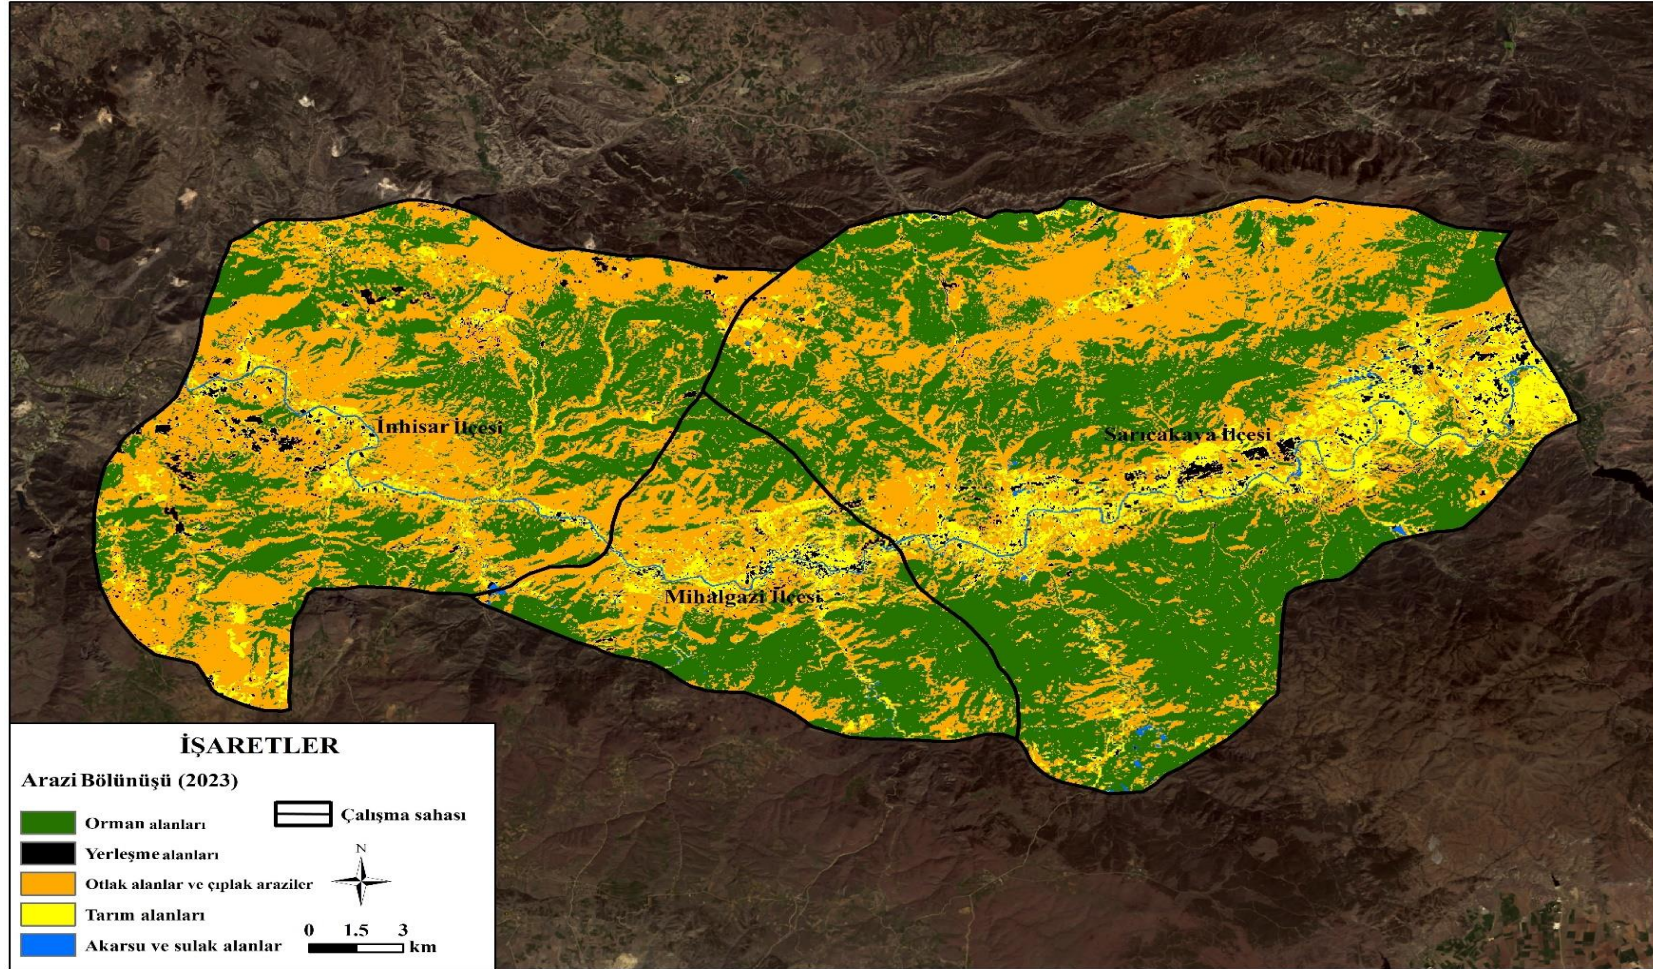 İnhisar İlçesi
Sarıcakaya İlçesi
Mihalgazi İlçesi
İŞARETLER
Arazi Bölünüşü (2023)
Orman alanları
Çalışma sahası
Yerleşme alanları
N
Otlak alanlar ve çıplak araziler
Tarım alanları
0 1.5 3
km
Akarsu ve sulak alanlar